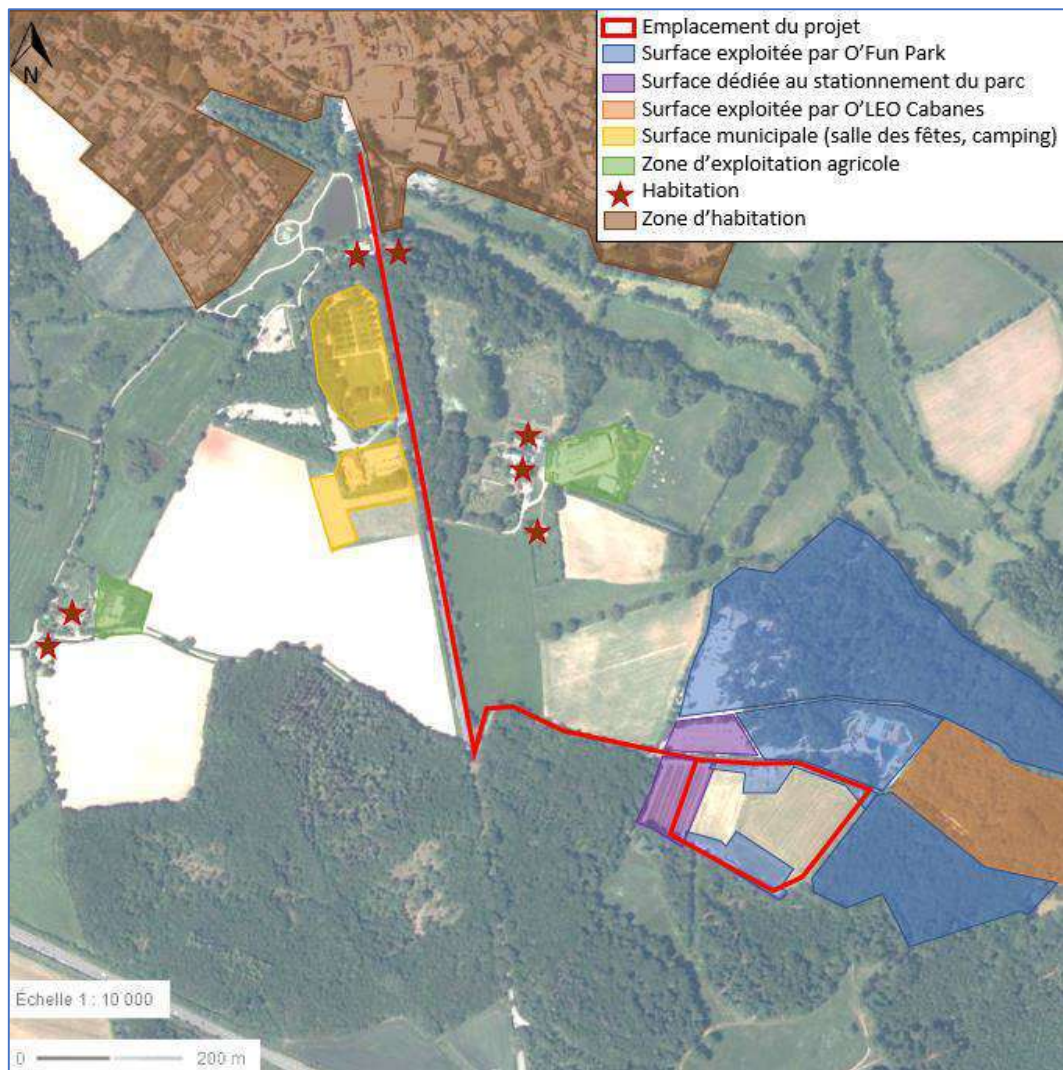 N
Emplacement du projet
Surface exploitée par O'Fun Park
Surface dédiée au stationnement du parc
Surface exploitée par O'LEO Cabanes
Surface municipale (salle des fêtes, camping)
Zone d'exploitation agricole
Habitation
Zone d'habitation
Échelle 1 : 10 000
0 200 m